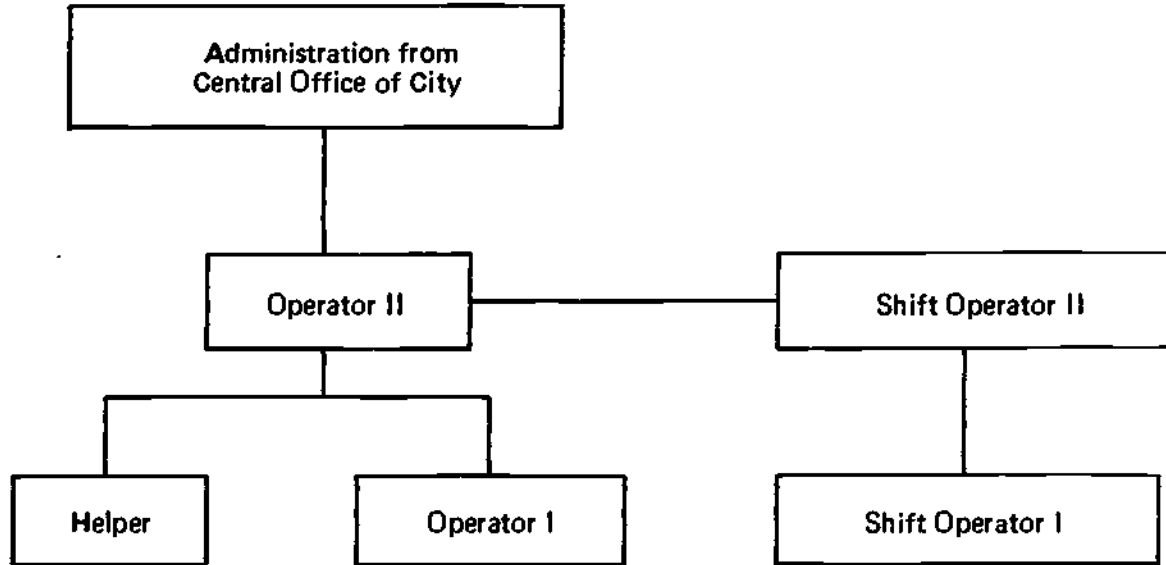 Administration from
Central Office of City
Operator II
Shift Operator II
Helper
Operator I
Shift Operator I